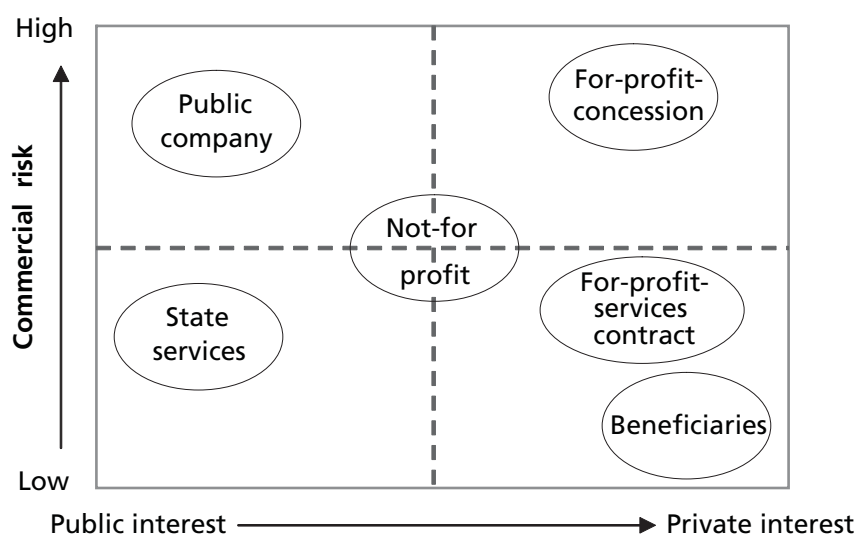 High
Public
company
For-profit-
concession
Commercial risk
Not-for
profit
State
services
For-profit-
services
contract
Beneficiaries
Low
Public interest
Private interest